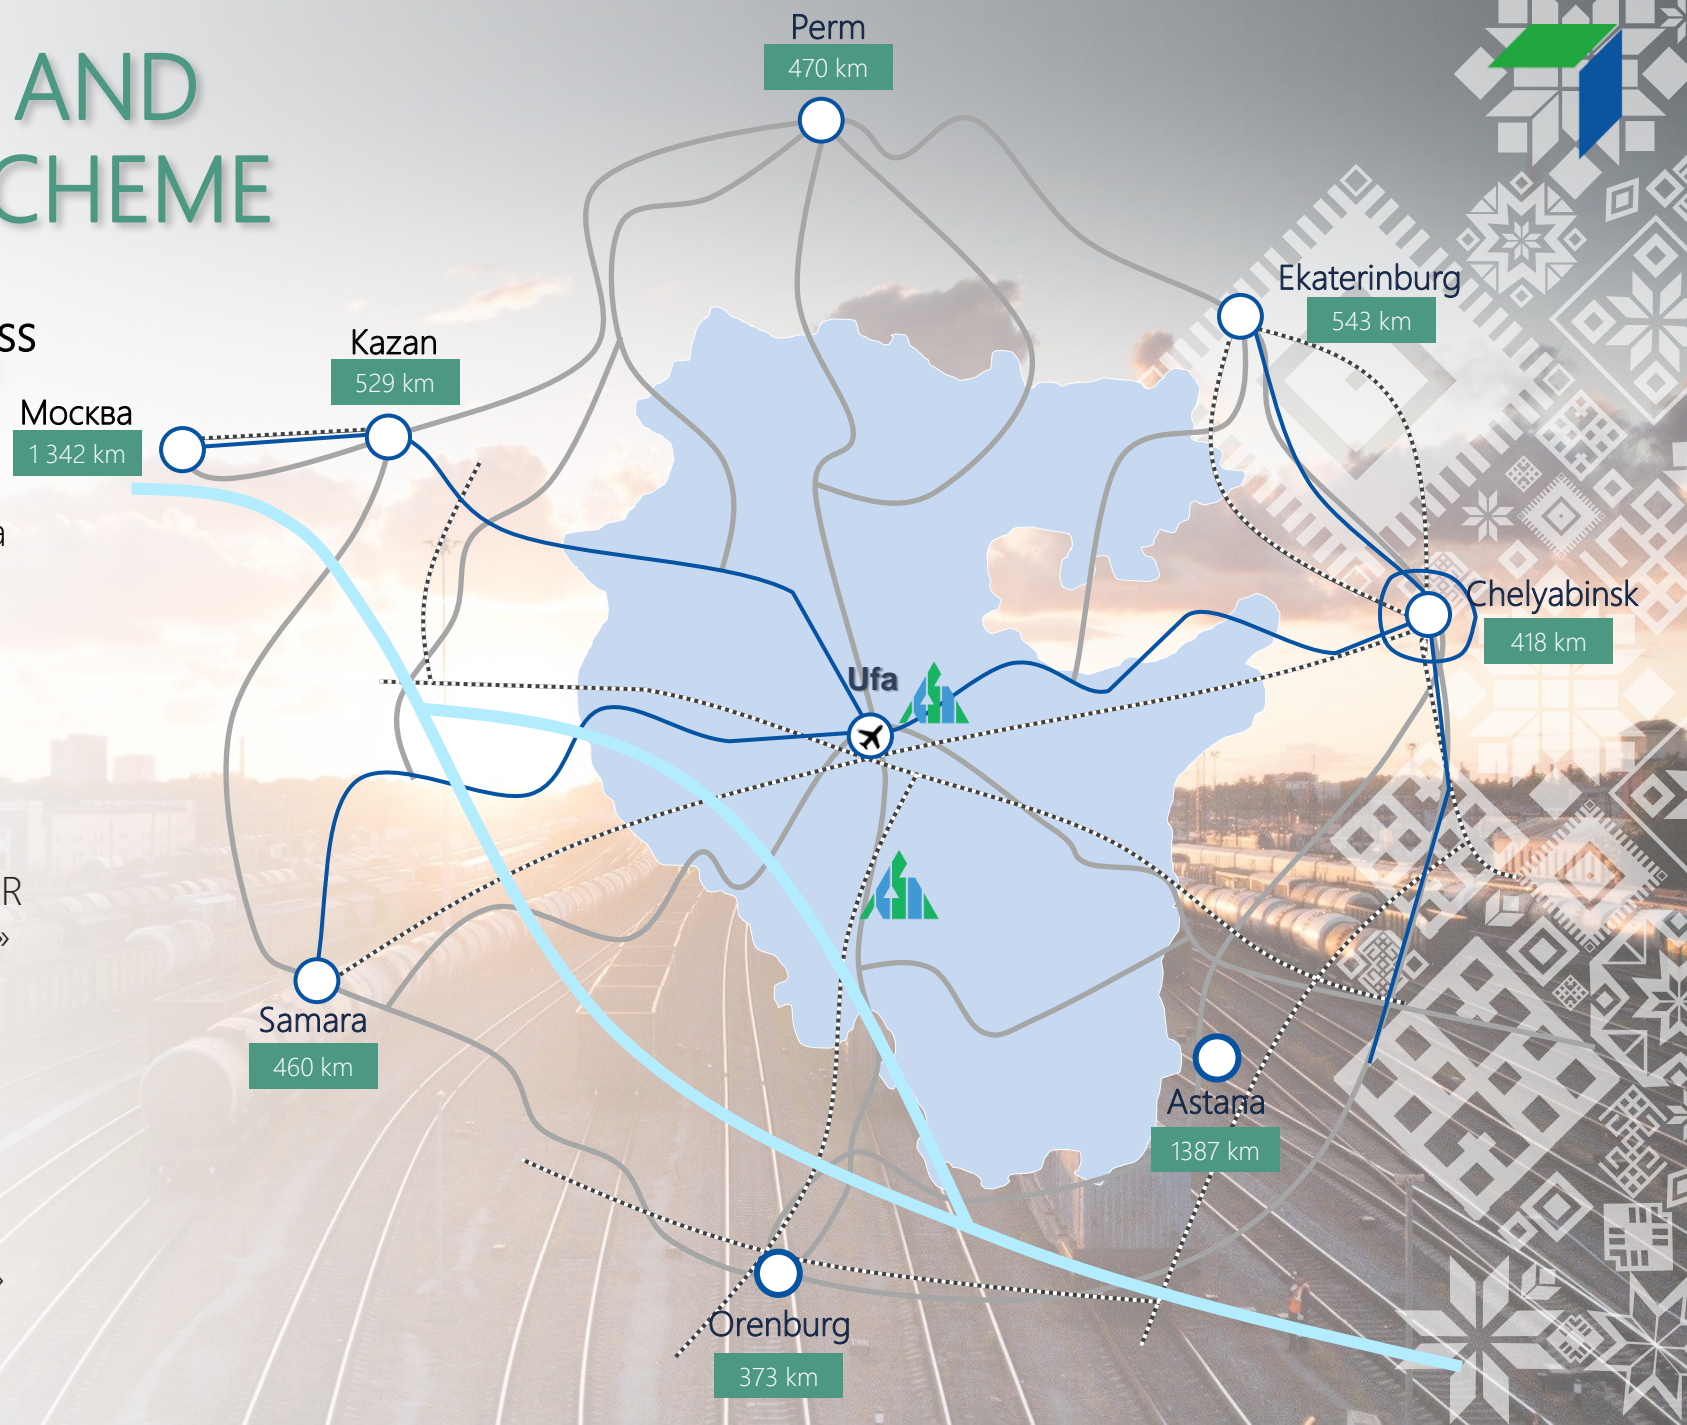 AND
CHEME
ss
a
R
»
»
Perm
470 km
Ekaterinburg
543 km
Kazan
529 km
Москва
1 342 km
Chelyabinsk
418 km
Ufa
Samara
460 km
Astana
1387 km
Orenburg
373 km